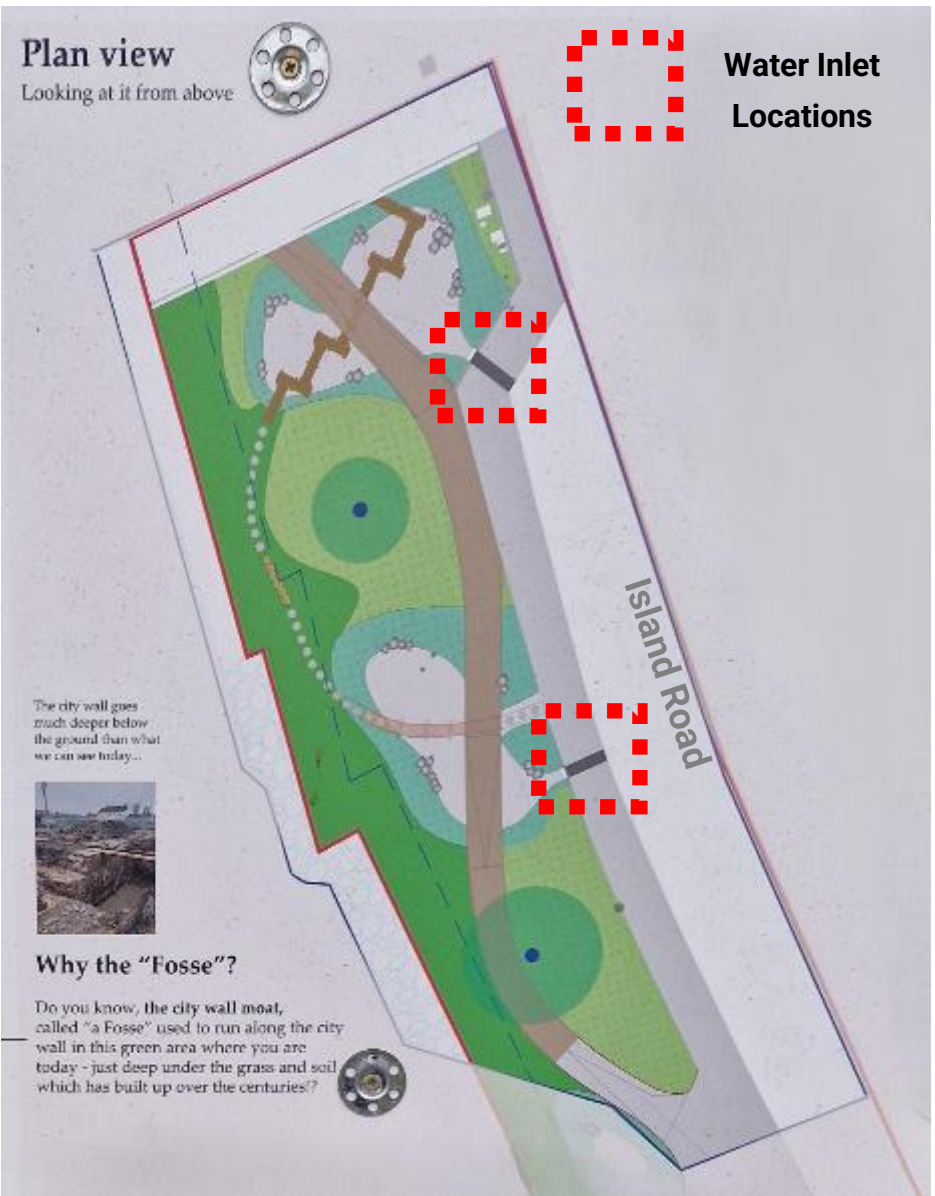 Plan view
Looking at it from above
Water Inlet
Locations
Island Road
The city wall goes
much deeper below
the ground than what
we can see today...
Why the “Fosse”?
Do you know, the city wall moat,
called “a Fosse” used to run along the city
wall in this green area where you are
today - just deep under the grass and soil
which has built up over the centuries!?